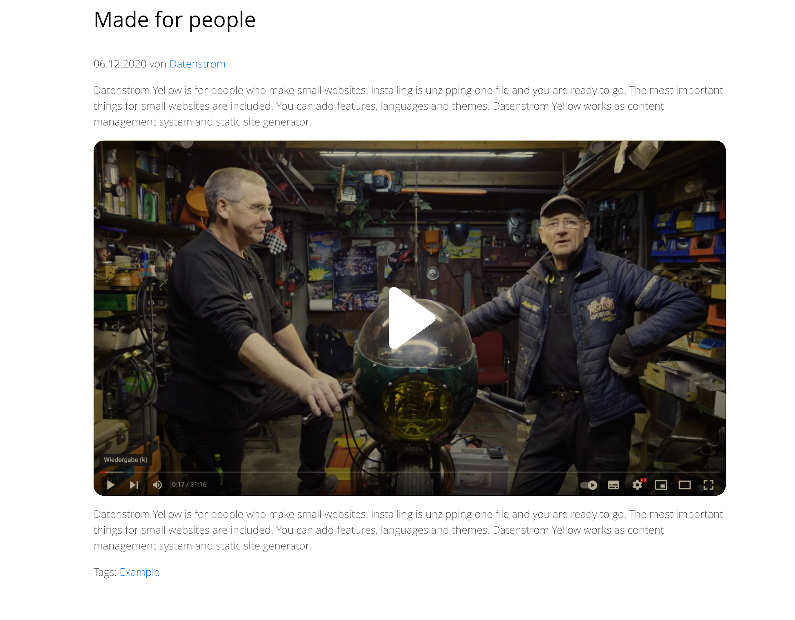 Made for people
06.12.2020 von Datenstrom
Datenstrom Yellow is for people who make small websites. Installing is unzipping one file and you are ready to go. The most important
things for small websites are included. You can add features, languages and themes. Datenstrom Yellow works as content
management system and static site generator.
Wiedergabe (k)
0:17 / 31:16
Datenstrom Yellow is for people who make small websites. Installing is unzipping one file and you are ready to go. The most important
things for small websites are included. You can add features, languages and themes. Datenstrom Yellow works as content
management system and static site generator.
Tags: Example